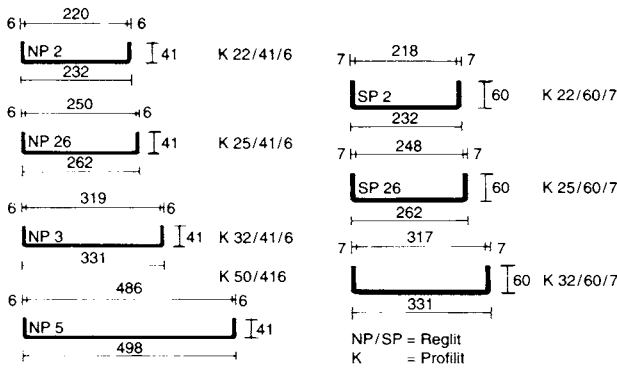 6 220 6
NP 2 41 K 22/41/6
232
6 250 6
NP 26 41 K 25/41/6
262
6 319 6
NP 3 41 K 32/41/6
331
K 50/416
6 486 6
NP 5 41
498
7 218 7
SP 2 60 K 22/60/7
232
7 248 7
SP 26 60 K 25/60/7
262
7 317 7
60 K 32/60/7
331
NP/SP = Reglit
K = Profilit